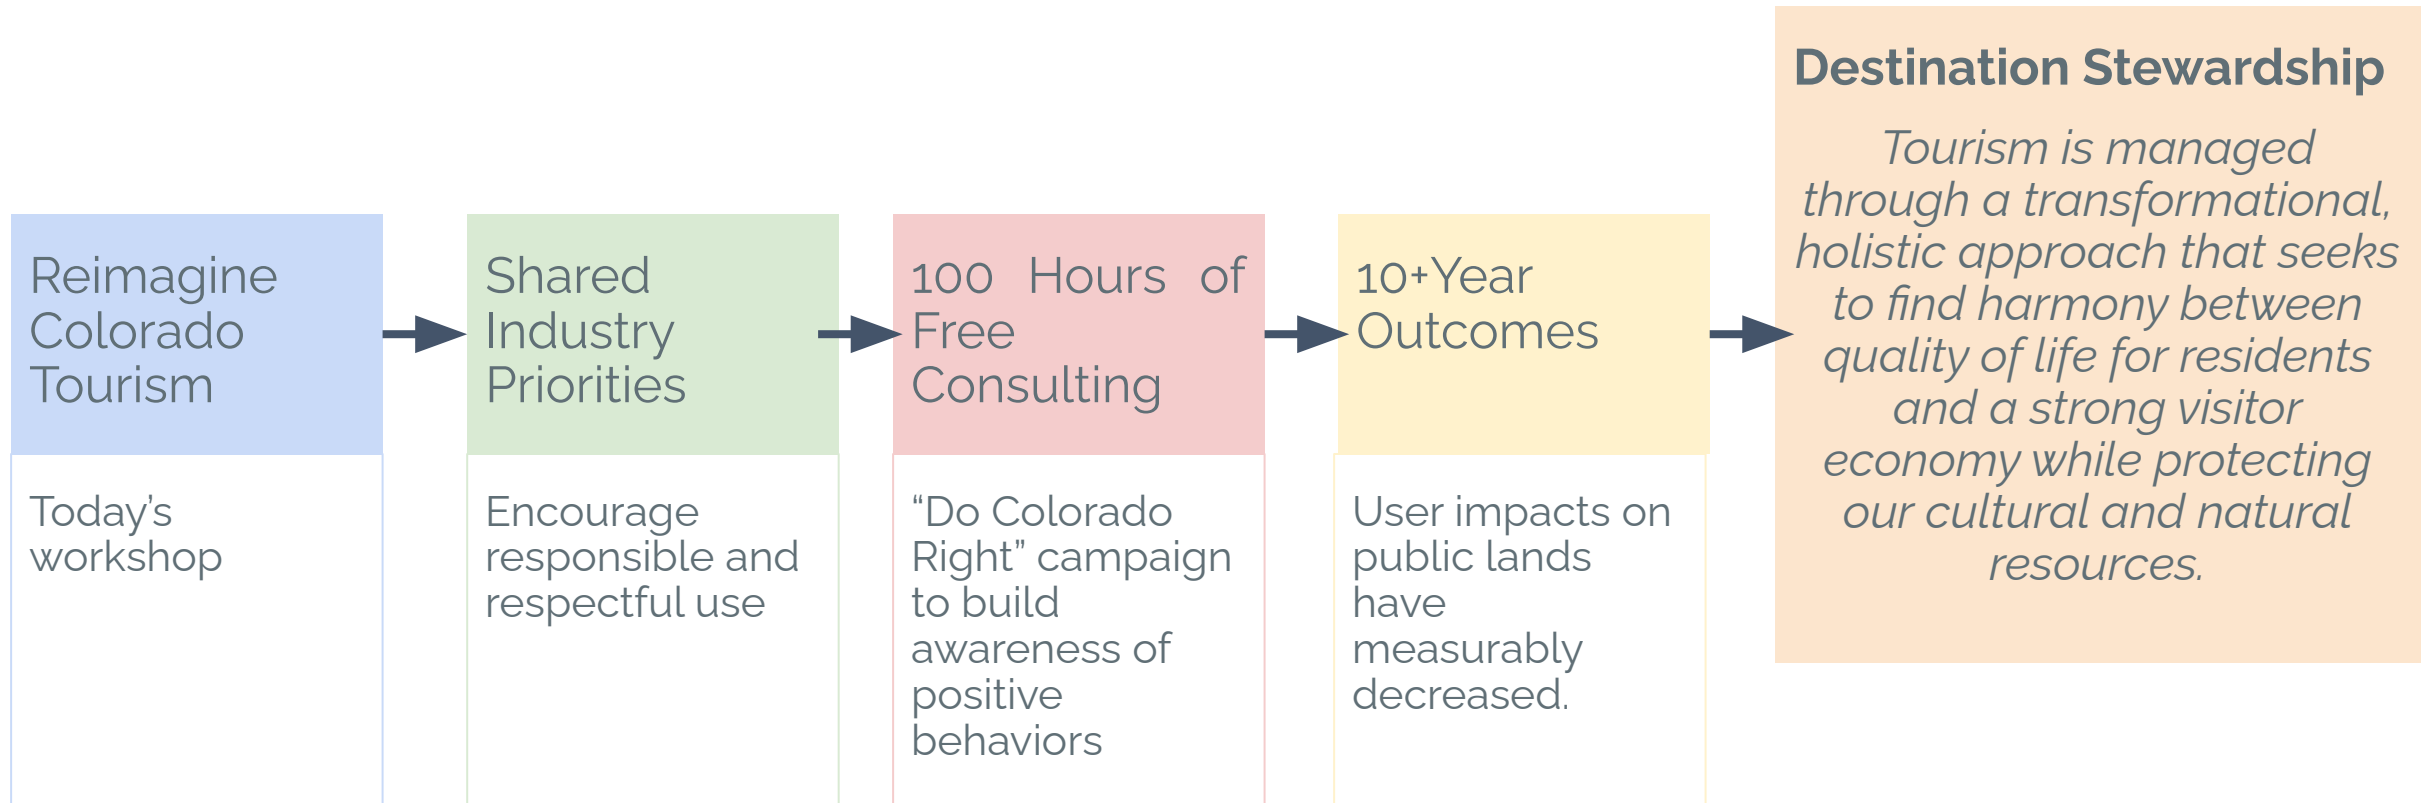 Reimagine
Colorado
Tourism
Today’s
workshop
Shared
Industry
Priorities
Encourage
responsible and
respectful use
100 Hours of
Free
Consulting
“Do Colorado
Right” campaign
to build
awareness of
positive
behaviors
10+Year
Outcomes
User impacts on
public lands
have
measurably
decreased.
Destination Stewardship
Tourism is managed
through a transformational,
holistic approach that seeks
to find harmony between
quality of life for residents
and a strong visitor
economy while protecting
our cultural and natural
resources.